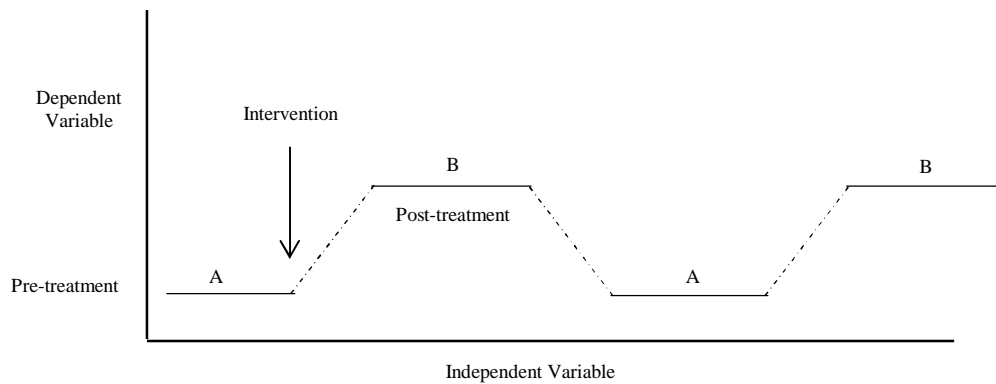 Dependent
Variable
Intervention
B
B
Post-treatment
A
A
Pre-treatment
Independent Variable